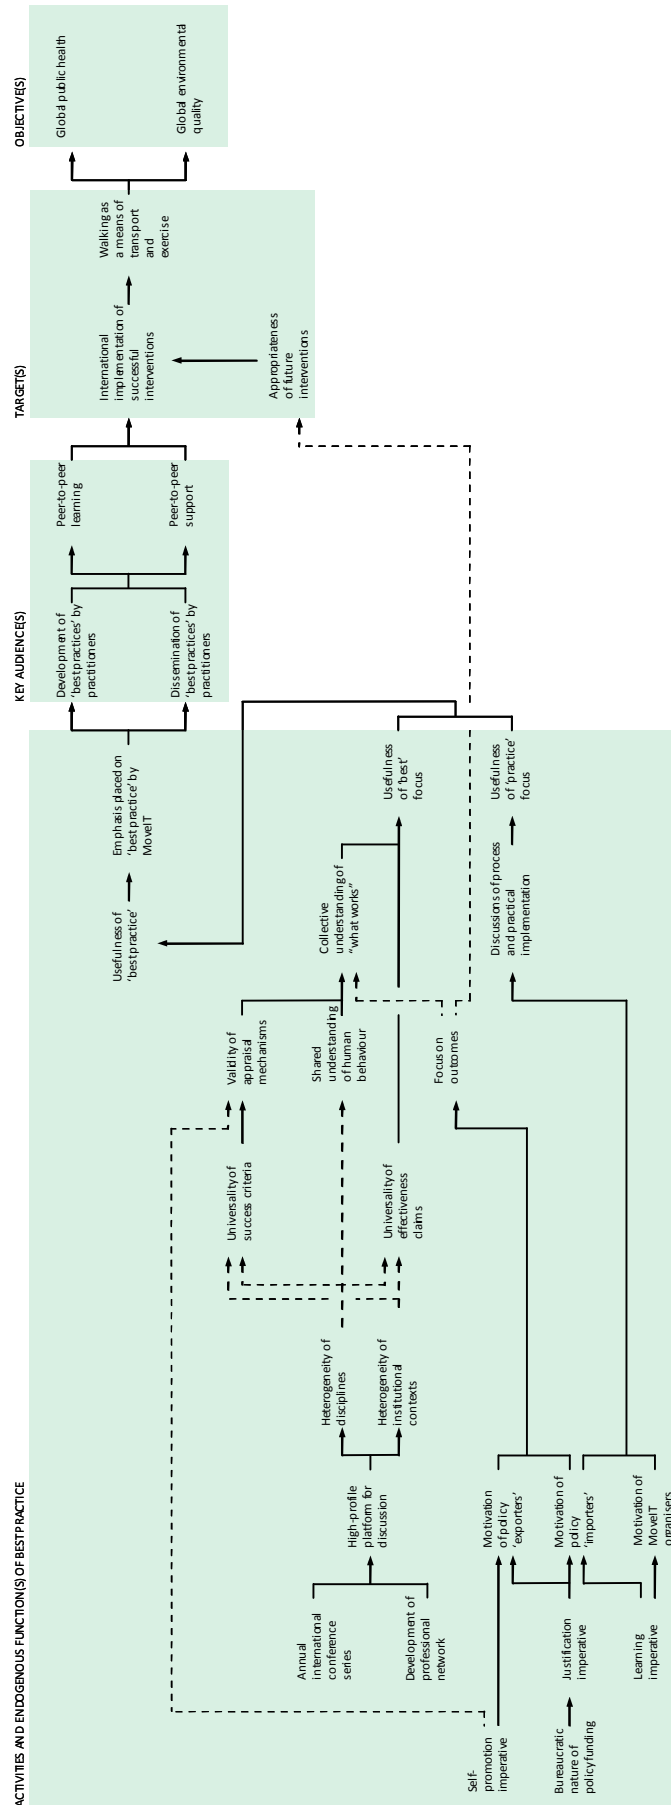 ACTIVITIES AND ENDOGENOUS FUNCTION(S) OF BEST PRACTICE
KEY AUDIENCE(S)
TARGET(S)
OBJECTIVE(S)
Annual
international
conference
series
Development of
professional
network
High-profile
platform for
discussion
Heterogeneity of
disciplines
Heterogeneity of
institutional
contexts
Universality of
success criteria
Universality of
effectiveness
claims
Validity of
appraisal
mechanisms
Shared
understanding
of human
behaviour
Collective
understanding of
"what works"
Usefulness of
'best practice'
Emphasis placed on
'best practice' by
MoveIT
Self-
promotion
imperative
Bureaucratic
nature of
policy funding
Justification
imperative
Learning
imperative
Motivation
of policy
'exporters'
Motivation of
policy
'importers'
Motivation of
MoveIT
organisers
Focus on
outcomes
Discussions of process
and practical
implementation
Usefulness
of 'best'
focus
Usefulness
of 'practice'
focus
Development of
'best practices' by
practitioners
Dissemination of
'best practices' by
practitioners
Peer-to-peer
learning
Peer-to-peer
support
International
implementation of
successful
interventions
Appropriateness
of future
interventions
Walking as
a means of
transport
and
exercise
Global public health
Global environmental
quality